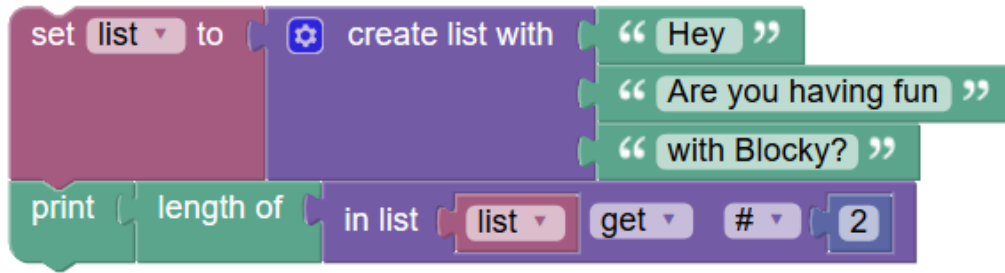 set list to create list with “ Hey ”
“ Are you having fun ”
“ with Blocky? ”
print length of in list list get # 2